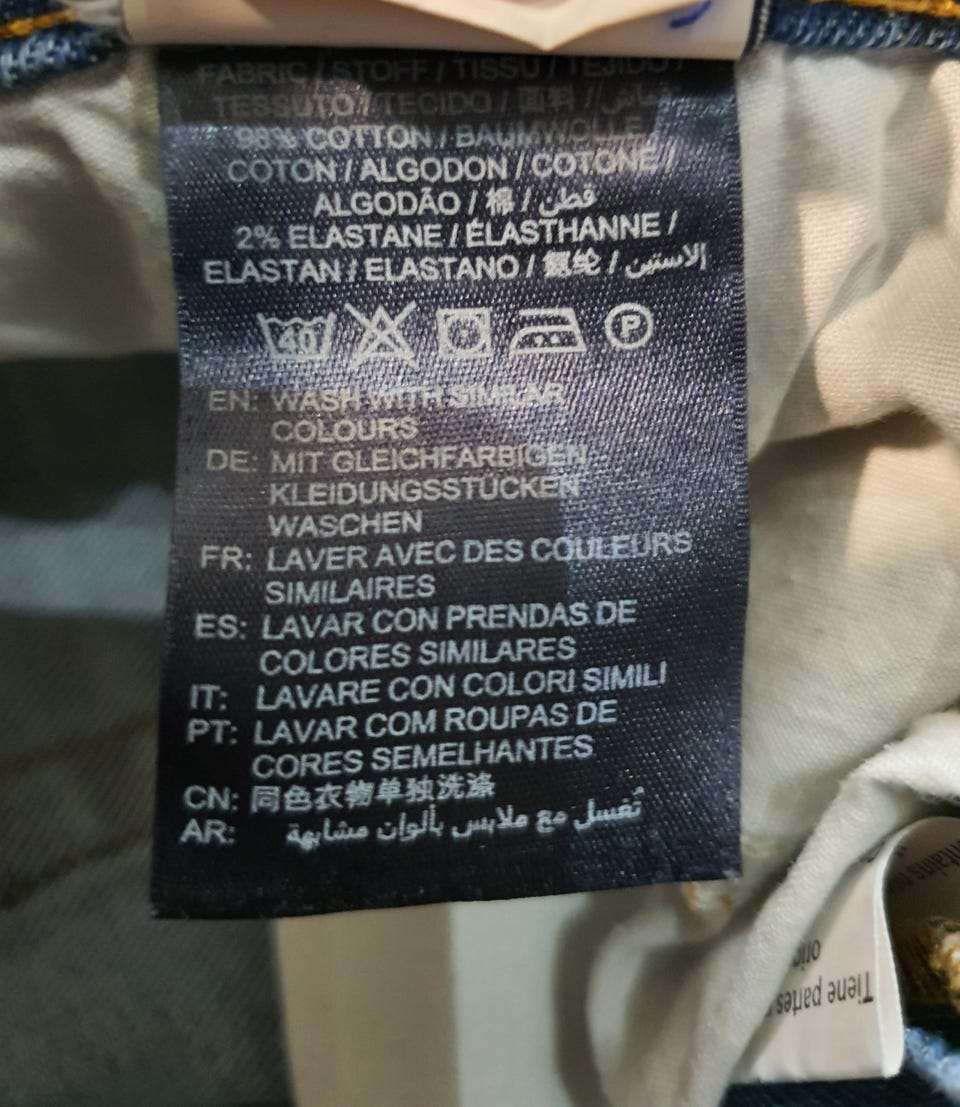 FABRIC / STOFF / TISSU / TEJIDO /
TESSUTO / TECIDO / 面料 / قماش
98% COTTON / BAUMWOLLE /
COTON / ALGODON / COTONE /
ALGODÃO / 棉 / قطن
2% ELASTANE / ÉLASTHANNE /
ELASTAN / ELASTANO / 氨纶 / الاستين
40
P
EN: WASH WITH SIMILAR
COLOURS
DE: MIT GLEICHFARBIGEN
KLEIDUNGSSTÜCKEN
WASCHEN
FR: LAVER AVEC DES COULEURS
SIMILAIRES
ES: LAVAR CON PRENDAS DE
COLORES SIMILARES
IT: LAVARE CON COLORI SIMILI
PT: LAVAR COM ROUPAS DE
CORES SEMELHANTES
CN: 同色衣物单独洗涤
AR: تُغسل مع ملابس بألوان مشابهة
Tiene partes